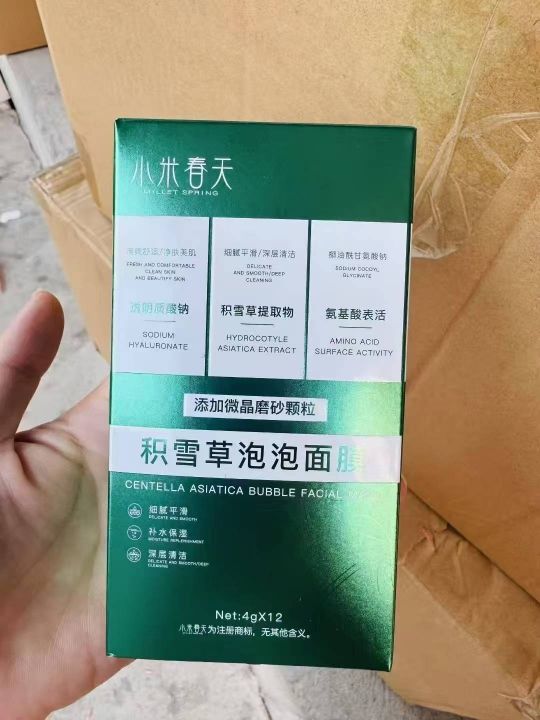 小米春天
MILLET SPRING
清爽舒适/净肤美肌
FRESH AND COMFORTABLE
CLEAN SKIN
AND BEAUTIFY SKIN
透明质酸钠
SODIUM
HYALURONATE
细腻平滑/深层清洁
DELICATE
AND SMOOTH/DEEP
CLEANING
积雪草提取物
HYDROCOTYLE
ASIATICA EXTRACT
椰油酰甘氨酸钠
SODIUM COCOYL
GLYCINATE
氨基酸表活
AMINO ACID
SURFACE ACTIVITY
添加微晶磨砂颗粒
积雪草泡泡面膜
CENTELLA ASIATICA BUBBLE FACIAL
细腻平滑
DELICATE AND SMOOTH
补水保湿
MOISTURE REPLENISHMENT
深层清洁
DELICATE AND SMOOTH/DEEP
CLEANING
Net:4gX12
小米春天为注册商标，无其他含义。